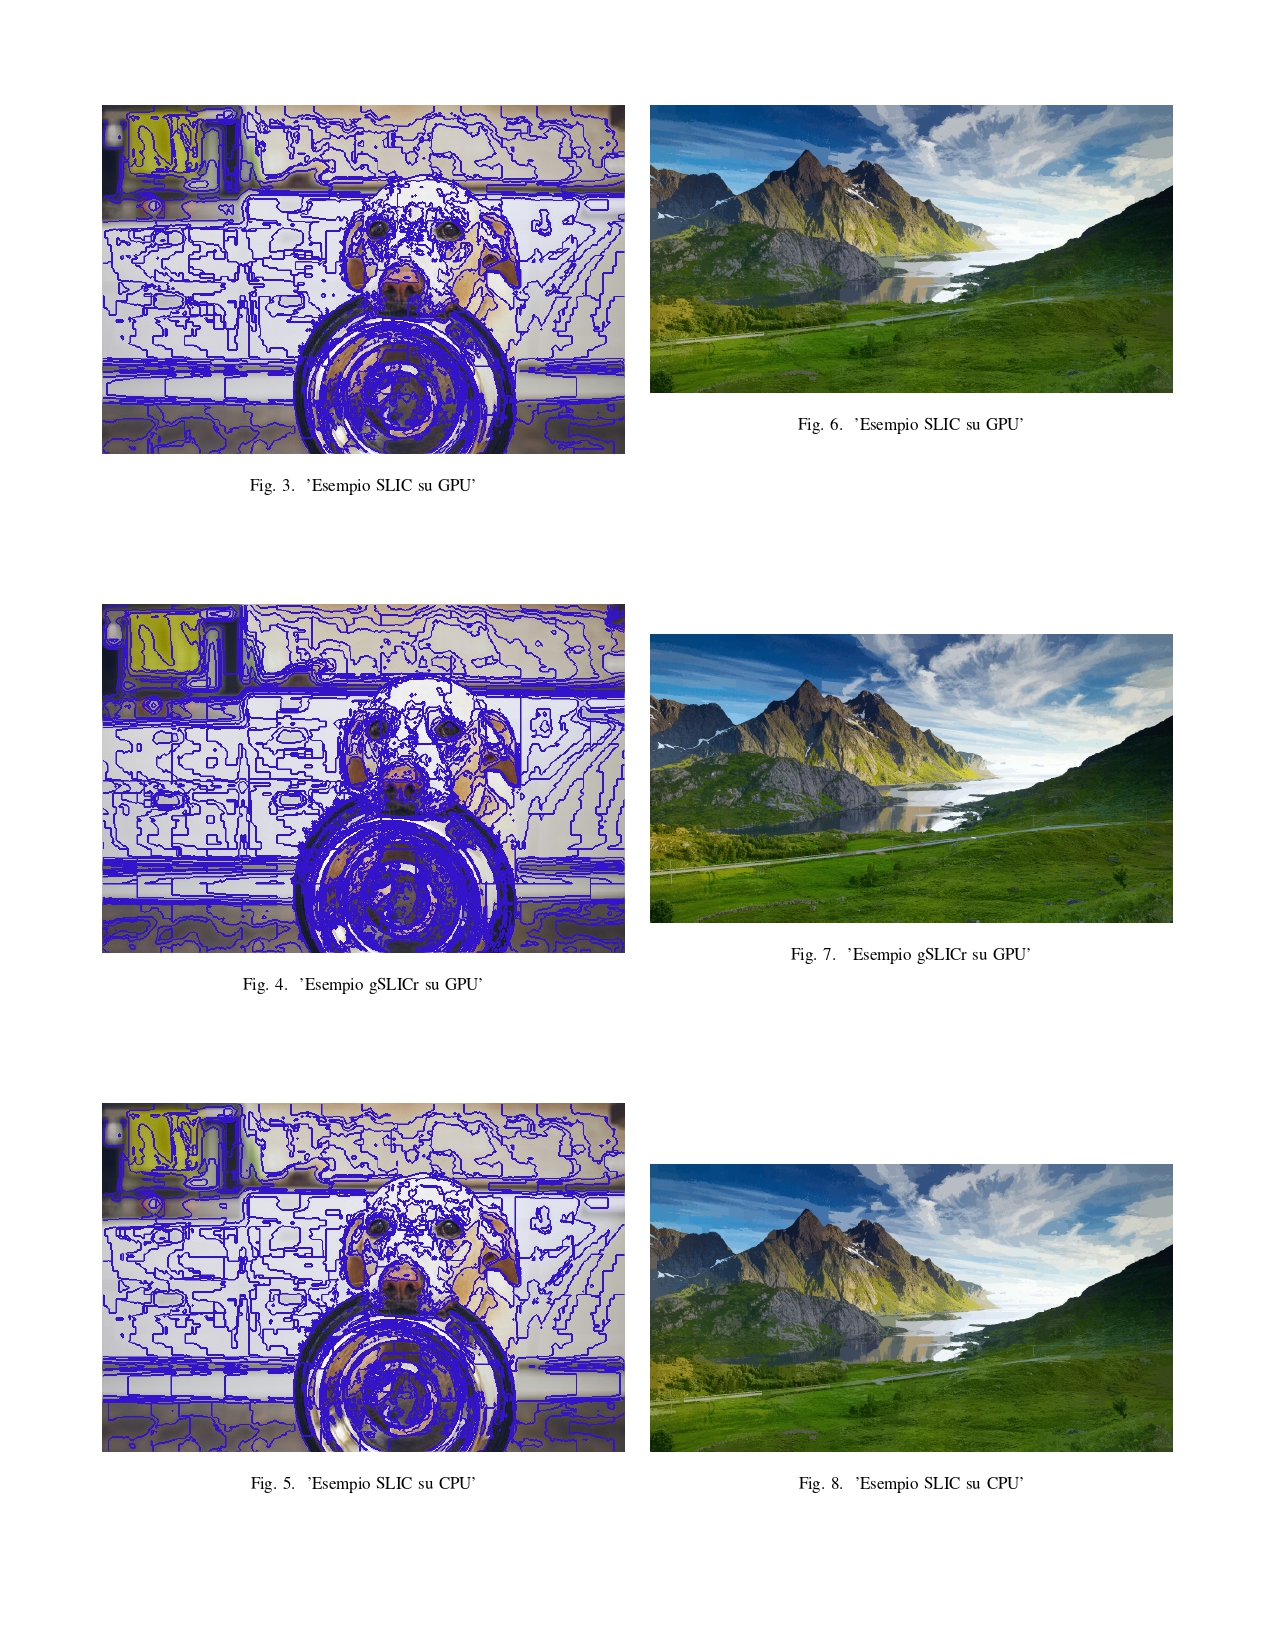 Fig. 3. ’Esempio SLIC su GPU’
Fig. 4. ’Esempio gSLICr su GPU’
Fig. 5. ’Esempio SLIC su CPU’
Fig. 6. ’Esempio SLIC su GPU’
Fig. 7. ’Esempio gSLICr su GPU’
Fig. 8. ’Esempio SLIC su CPU’